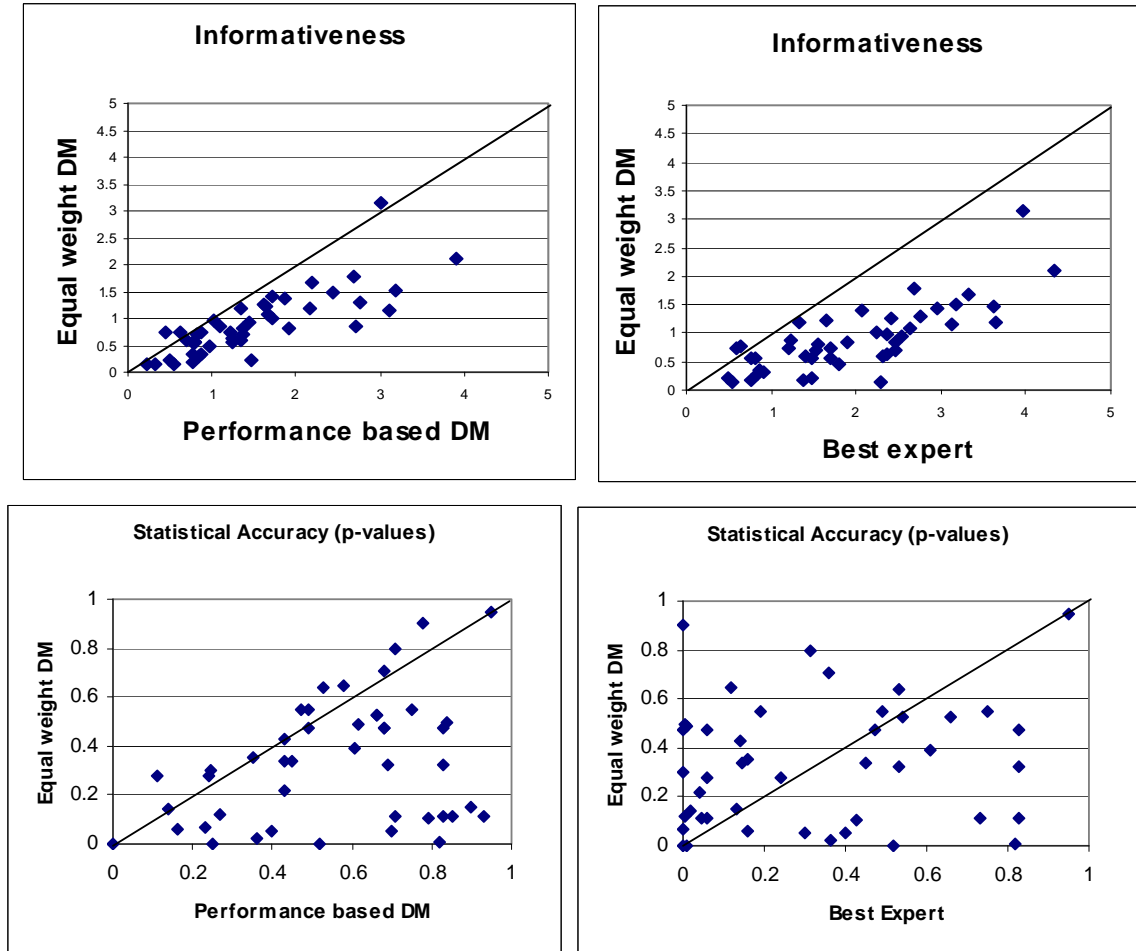 Informativeness
Equal weight DM
5
4.5
4
3.5
3
2.5
2
1.5
1
0.5
0
0 1 2 3 4 5
Performance based DM
Informativeness
Equal weight DM
5
4.5
4
3.5
3
2.5
2
1.5
1
0.5
0
0 1 2 3 4 5
Best expert
Statistical Accuracy (p-values)
Equal weight DM
1
0.8
0.6
0.4
0.2
0
0 0.2 0.4 0.6 0.8 1
Performance based DM
Statistical Accuracy (p-values)
Equal weight DM
1
0.8
0.6
0.4
0.2
0
0 0.2 0.4 0.6 0.8 1
Best Expert